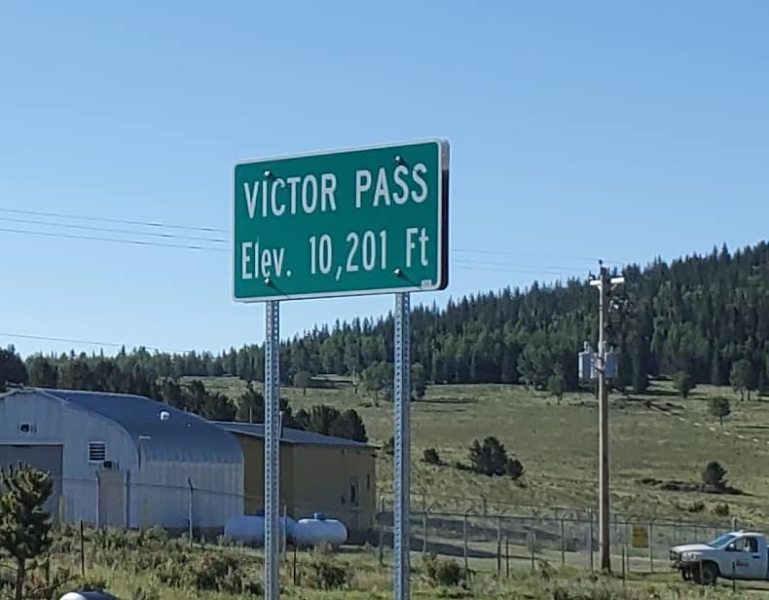 VICTOR PASS
Elev. 10,201 Ft